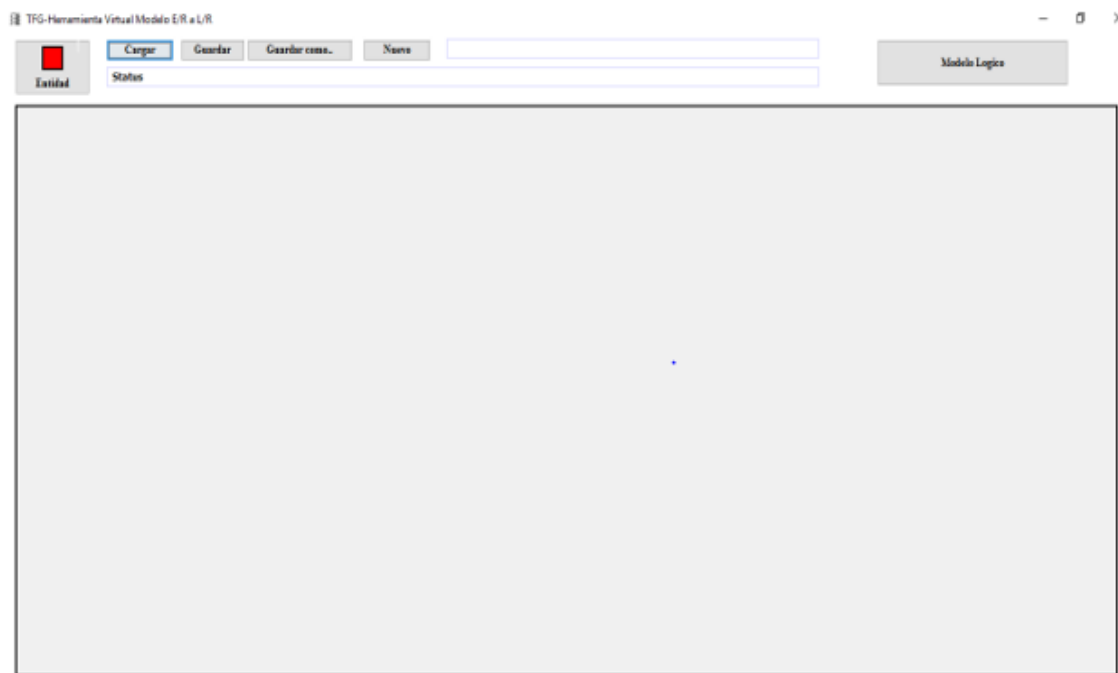 TFG-Herramienta Virtual Modelo E/R a L/R
Cargar Guardar Guardar como.. Nuevo
Entidad
Status
Modelo Logico